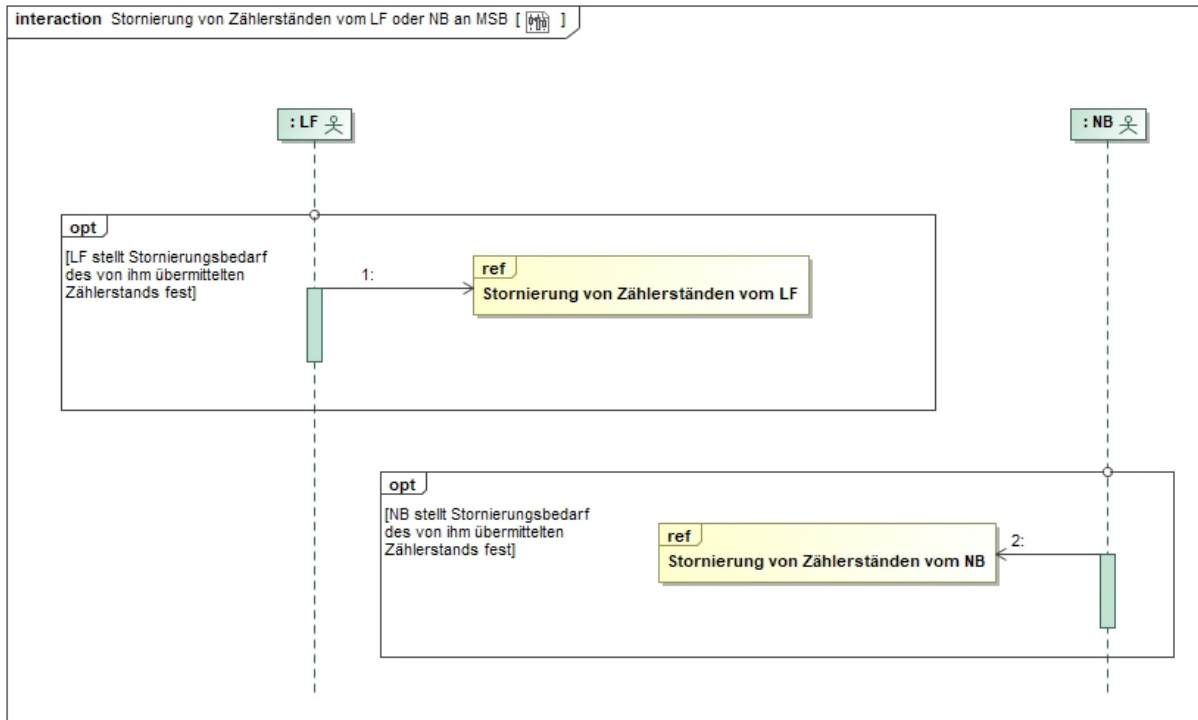 interaction Stornierung von Zählerständen vom LF oder NB an MSB [ ]
: LF
: NB
opt
[LF stellt Stornierungsbedarf
des von ihm übermittelten
Zählerstands fest]
1:
ref
Stornierung von Zählerständen vom LF
opt
[NB stellt Stornierungsbedarf
des von ihm übermittelten
Zählerstands fest]
ref
Stornierung von Zählerständen vom NB
2: